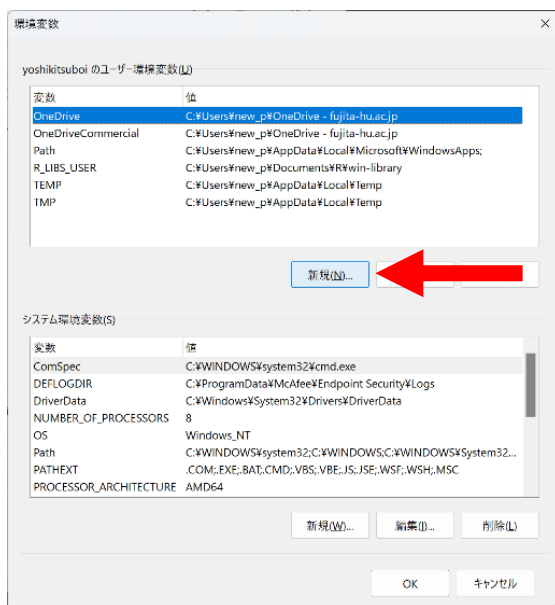 環境変数
yoshikitsuboi のユーザー環境変数(U)
変数 値
OneDrive C:¥Users¥new_p¥OneDrive - fujita-hu.ac.jp
OneDriveCommercial C:¥Users¥new_p¥OneDrive - fujita-hu.ac.jp
Path C:¥Users¥new_p¥AppData¥Local¥Microsoft¥WindowsApps;
R_LIBS_USER C:¥Users¥new_p¥Documents¥R¥win-library
TEMP C:¥Users¥new_p¥AppData¥Local¥Temp
TMP C:¥Users¥new_p¥AppData¥Local¥Temp
新規(N)...
システム環境変数(S)
変数 値
ComSpec C:¥WINDOWS¥system32¥cmd.exe
DEFLOGDIR C:¥ProgramData¥McAfee¥Endpoint Security¥Logs
DriverData C:¥Windows¥System32¥Drivers¥DriverData
NUMBER_OF_PROCESSORS 8
OS Windows_NT
Path C:¥WINDOWS¥system32;C:¥WINDOWS;C:¥WINDOWS¥System32...
PATHEXT .COM;.EXE;.BAT;.CMD;.VBS;.VBE;.JS;.JSE;.WSF;.WSH;.MSC
PROCESSOR_ARCHITECTURE AMD64
新規(W)... 編集(I)... 削除(L)
OK キャンセル